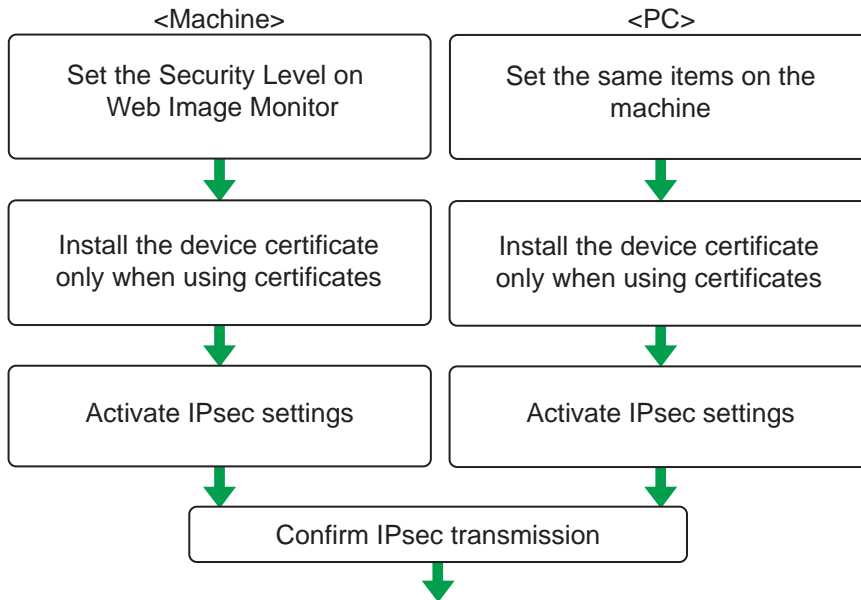 <Machine>
<PC>
Set the Security Level on
Web Image Monitor
Set the same items on the
machine
Install the device certificate
only when using certificates
Install the device certificate
only when using certificates
Activate IPsec settings
Activate IPsec settings
Confirm IPsec transmission